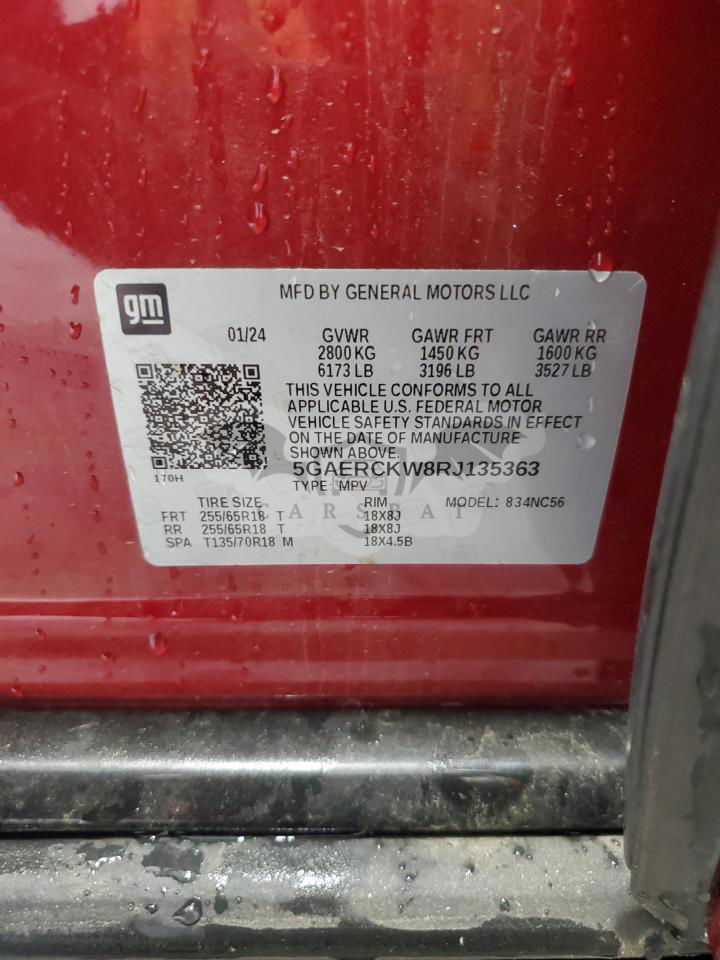 gm
MFD BY GENERAL MOTORS LLC
01/24 GVWR GAWR FRT GAWR RR
2800 KG 1450 KG 1600 KG
6173 LB 3196 LB 3527 LB
THIS VEHICLE CONFORMS TO ALL
APPLICABLE U.S. FEDERAL MOTOR
VEHICLE SAFETY STANDARDS IN EFFECT
ON THE DATE OF MANUFACTURE
SHOWN ABOVE.
5GAERCKW8RJ135363
170H
TYPE: MPV
TIRE SIZE RIM MODEL: 834NC56
FRT 255/65R18 T 18X8J
RR 255/65R18 T 18X8J
SPA T135/70R18 M 18X4.5B
CARSBAT